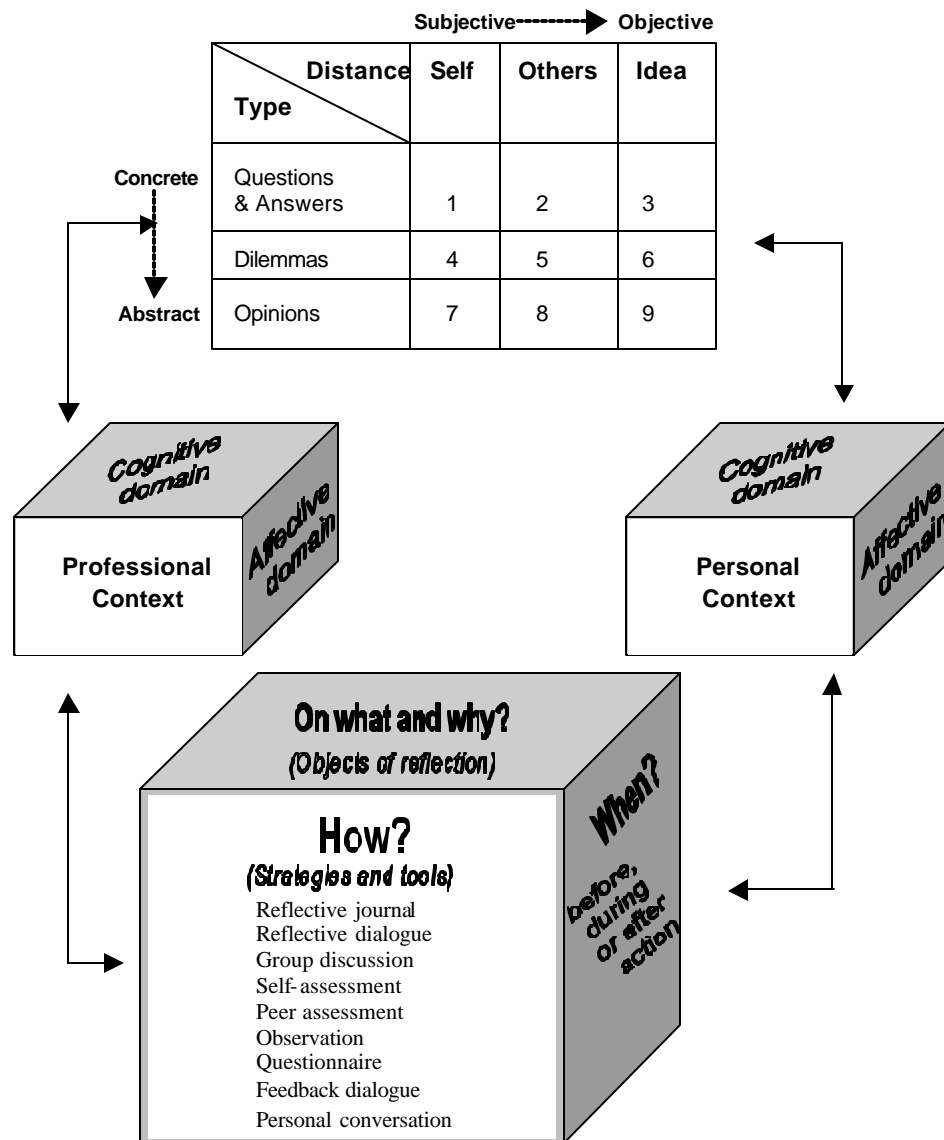 Subjective Objective
Distance Self Others Idea
Type
Concrete
Questions
& Answers 1 2 3
Dilemmas 4 5 6
Abstract Opinions 7 8 9
Cognitive
domain
Affective
domain
Professional
Context
Cognitive
domain
Affective
domain
Personal
Context
On what and why?
(Objects of reflection)
How?
(Strategies and tools)
Reflective journal
Reflective dialogue
Group discussion
Self-assessment
Peer assessment
Observation
Questionnaire
Feedback dialogue
Personal conversation
When?
before,
during
or after
action